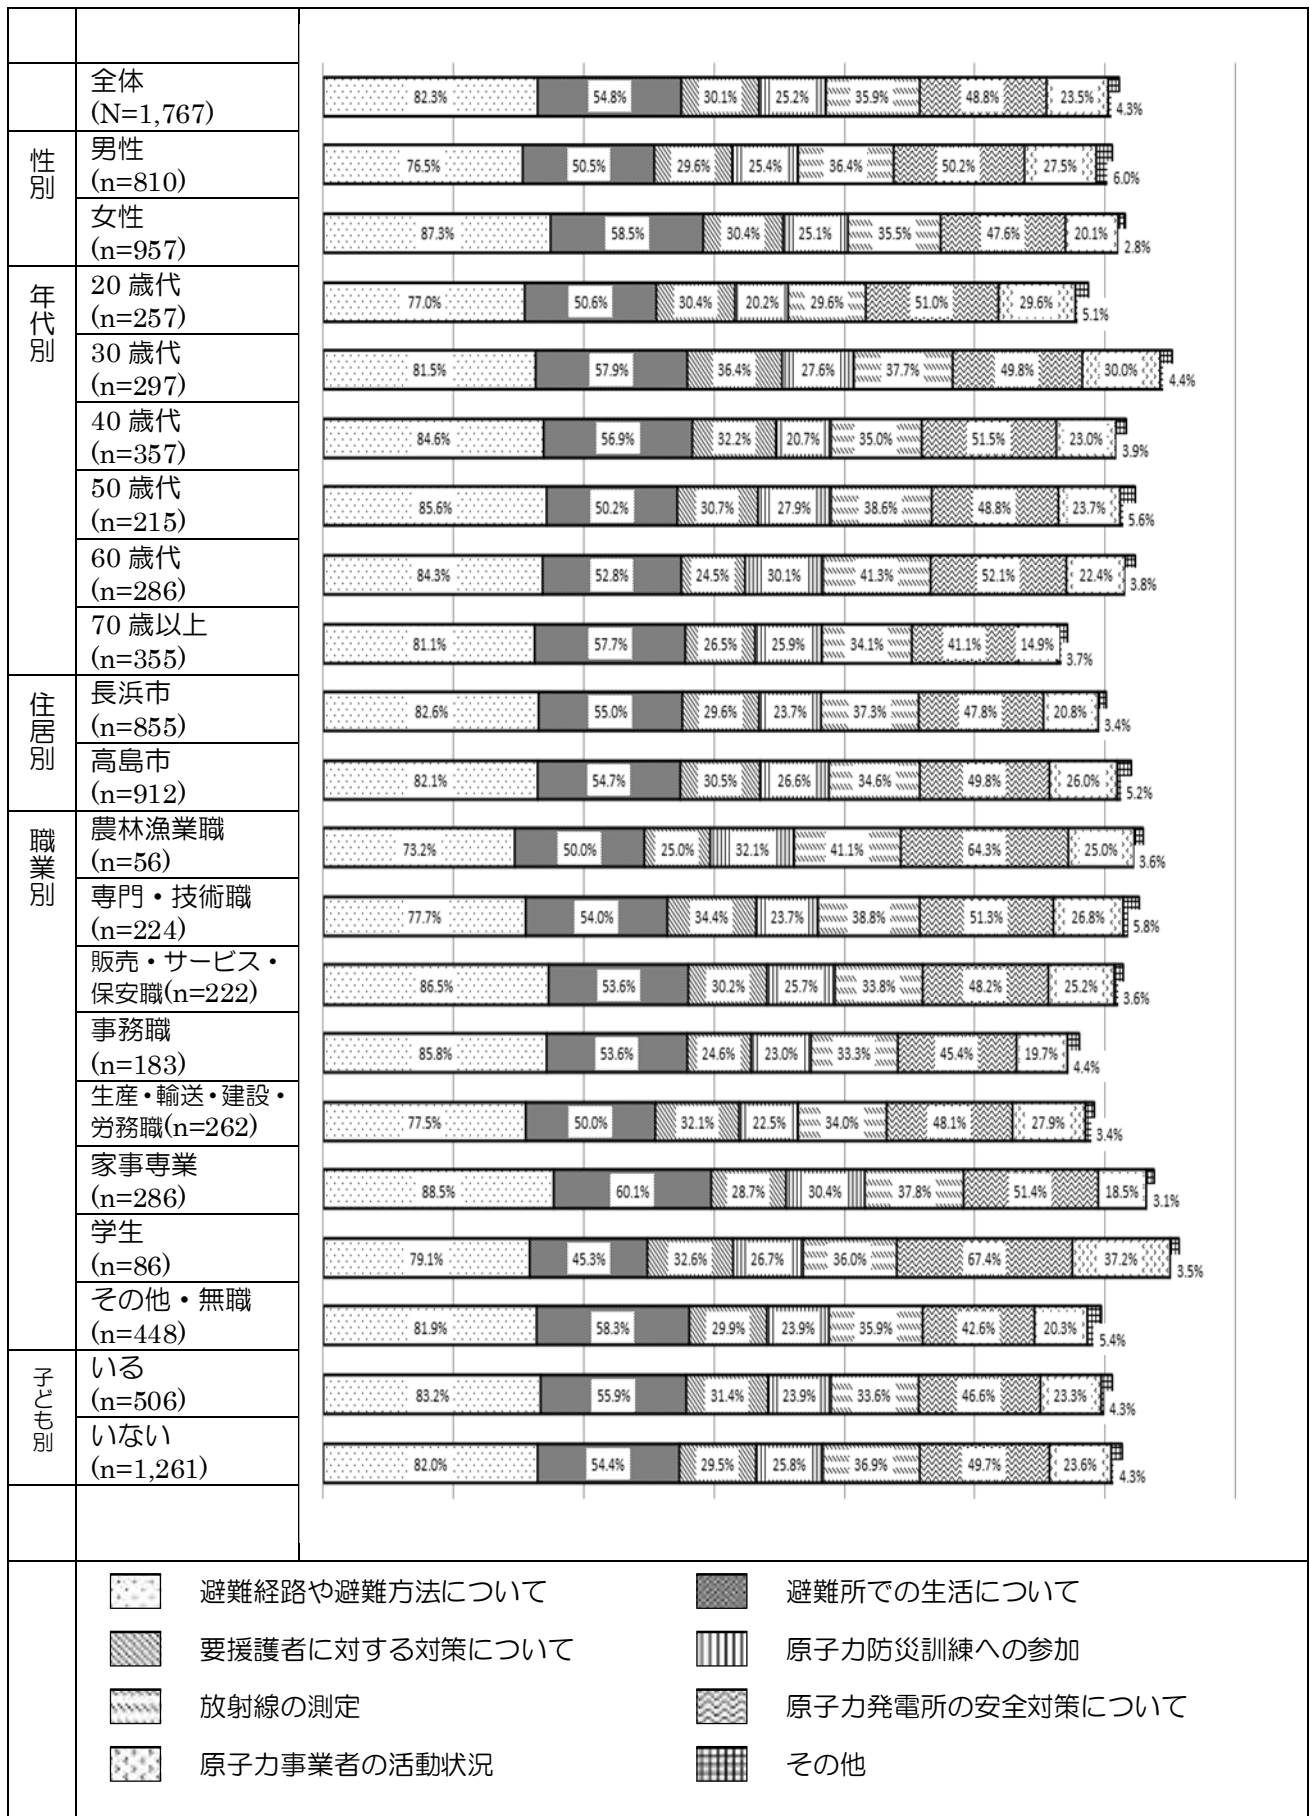 全体
(N=1,767)
82.3% 54.8% 30.1% 25.2% 35.9% 48.8% 23.5% 4.3%
性別
男性
(n=810)
76.5% 50.5% 29.6% 25.4% 36.4% 50.2% 27.5% 6.0%
女性
(n=957)
87.3% 58.5% 30.4% 25.1% 35.5% 47.6% 20.1% 2.8%
年代別
20 歳代
(n=257)
77.0% 50.6% 30.4% 20.2% 29.6% 51.0% 29.6% 5.1%
30 歳代
(n=297)
81.5% 57.9% 36.4% 27.6% 37.7% 49.8% 30.0% 4.4%
40 歳代
(n=357)
84.6% 56.9% 32.2% 20.7% 35.0% 51.5% 23.0% 3.9%
50 歳代
(n=215)
85.6% 50.2% 30.7% 27.9% 38.6% 48.8% 23.7% 5.6%
60 歳代
(n=286)
84.3% 52.8% 24.5% 30.1% 41.3% 52.1% 22.4% 3.8%
70 歳以上
(n=355)
81.1% 57.7% 26.5% 25.9% 34.1% 41.1% 14.9% 3.7%
住居別
長浜市
(n=855)
82.6% 55.0% 29.6% 23.7% 37.3% 47.8% 20.8% 3.4%
高島市
(n=912)
82.1% 54.7% 30.5% 26.6% 34.6% 49.8% 26.0% 5.2%
職業別
農林漁業職
(n=56)
73.2% 50.0% 25.0% 32.1% 41.1% 64.3% 25.0% 3.6%
専門・技術職
(n=224)
77.7% 54.0% 34.4% 23.7% 38.8% 51.3% 26.8% 5.8%
販売・サービス・
保安職(n=222)
86.5% 53.6% 30.2% 25.7% 33.8% 48.2% 25.2% 3.6%
事務職
(n=183)
85.8% 53.6% 24.6% 23.0% 33.3% 45.4% 19.7% 4.4%
生産・輸送・建設・
労務職(n=262)
77.5% 50.0% 32.1% 22.5% 34.0% 48.1% 27.9% 3.4%
家事専業
(n=286)
88.5% 60.1% 28.7% 30.4% 37.8% 51.4% 18.5% 3.1%
学生
(n=86)
79.1% 45.3% 32.6% 26.7% 36.0% 67.4% 37.2% 3.5%
その他・無職
(n=448)
81.9% 58.3% 29.9% 23.9% 35.9% 42.6% 20.3% 5.4%
子ども別
いる
(n=506)
83.2% 55.9% 31.4% 23.9% 33.6% 46.6% 23.3% 4.3%
いない
(n=1,261)
82.0% 54.4% 29.5% 25.8% 36.9% 49.7% 23.6% 4.3%
避難経路や避難方法について 避難所での生活について
要援護者に対する対策について 原子力防災訓練への参加
放射線の測定 原子力発電所の安全対策について
原子力事業者の活動状況 その他